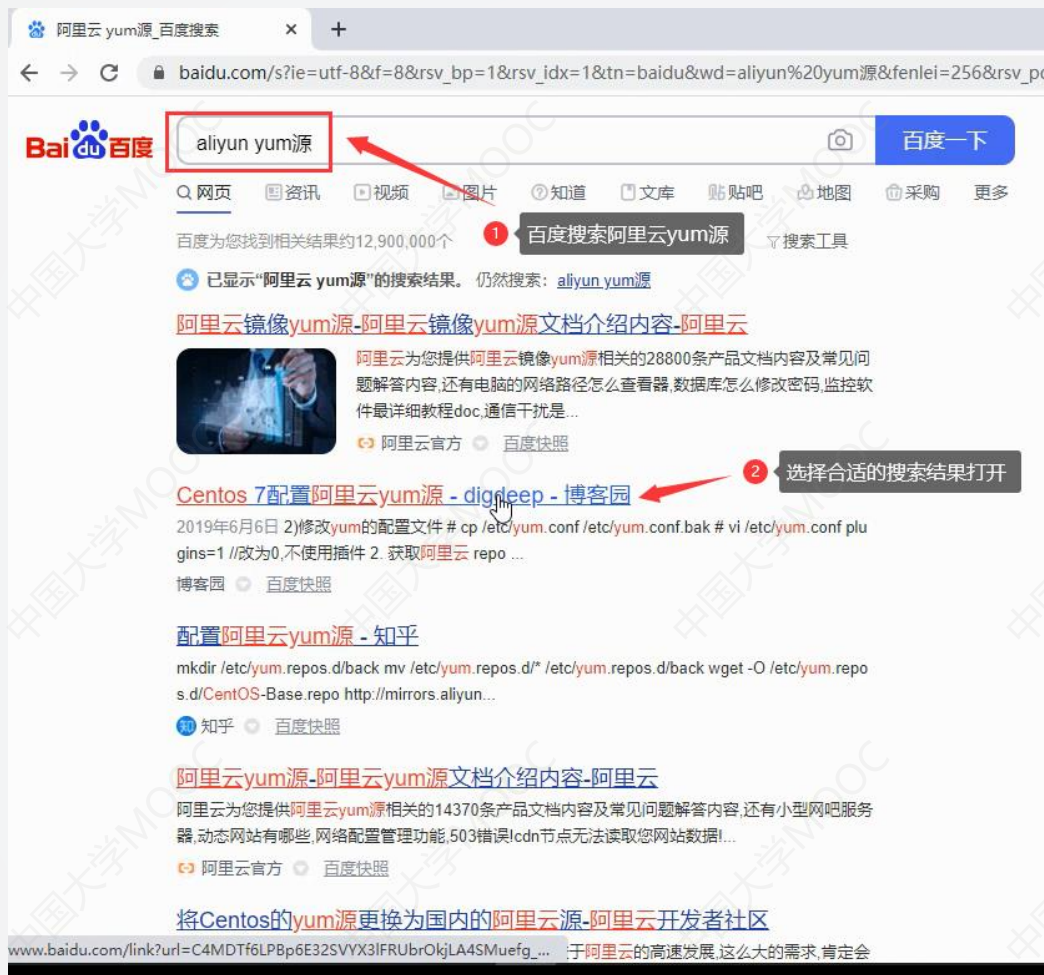 阿里云 yum源_百度搜索
baidu.com/s?ie=utf-8&f=8&rsv_bp=1&rsv_idx=1&tn=baidu&wd=aliyun%20yum源&fenlei=256&rsv_pq
Bai du 百度
aliyun yum源
百度一下
网页 资讯 视频 图片 知道 文库 贴吧 地图 采购 更多
百度为您找到相关结果约12,900,000个
1 百度搜索阿里云yum源
搜索工具
已显示“阿里云 yum源”的搜索结果。 仍然搜索: aliyun yum源
阿里云镜像yum源-阿里云镜像yum源文档介绍内容-阿里云
阿里云为您提供阿里云镜像yum源相关的28800条产品文档内容及常见问
题解答内容,还有电脑的网络路径怎么查看器,数据库怎么修改密码,监控软
件最详细教程doc,通信干扰是...
阿里云官方 百度快照
2 选择合适的搜索结果打开
Centos 7配置阿里云yum源 - digdeep - 博客园
2019年6月6日 2)修改yum的配置文件 # cp /etc/yum.conf /etc/yum.conf.bak # vi /etc/yum.conf plu
gins=1 //改为0,不使用插件 2. 获取阿里云 repo ...
博客园 百度快照
配置阿里云yum源 - 知乎
mkdir /etc/yum.repos.d/back mv /etc/yum.repos.d/* /etc/yum.repos.d/back wget -O /etc/yum.repo
s.d/CentOS-Base.repo http://mirrors.aliyun...
知 知乎 百度快照
阿里云yum源-阿里云yum源文档介绍内容-阿里云
阿里云为您提供阿里云yum源相关的14370条产品文档内容及常见问题解答内容,还有小型网吧服务
器,动态网站有哪些,网络配置管理功能,503错误!cdn节点无法读取您网站数据!...
阿里云官方 百度快照
将Centos的yum源更换为国内的阿里云源-阿里云开发者社区
www.baidu.com/link?url=C4MDTf6LPBp6E32SVYX3lFRUbrOkjLA4SMuefg_...
于阿里云的高速发展,这么大的需求,肯定会
中国大学MOOC